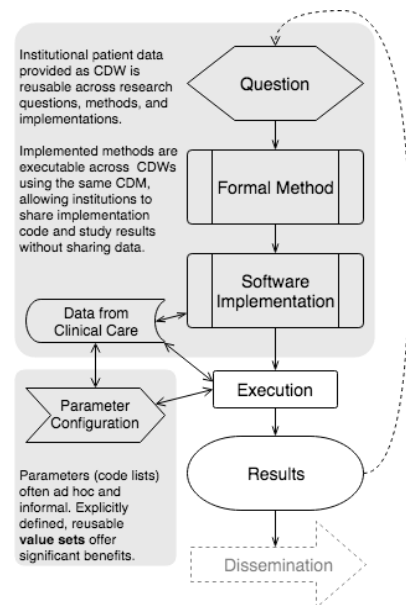 Institutional patient data
provided as CDW is
reusable across research
questions, methods, and
implementations.
Implemented methods are
executable across CDWs
using the same CDM,
allowing institutions to
share implementation
code and study results
without sharing data.
Question
Formal Method
Software
Implementation
Data from
Clinical Care
Execution
Parameter
Configuration
Parameters (code lists)
often ad hoc and
informal. Explicitly
defined, reusable
value sets offer
significant benefits.
Results
Dissemination